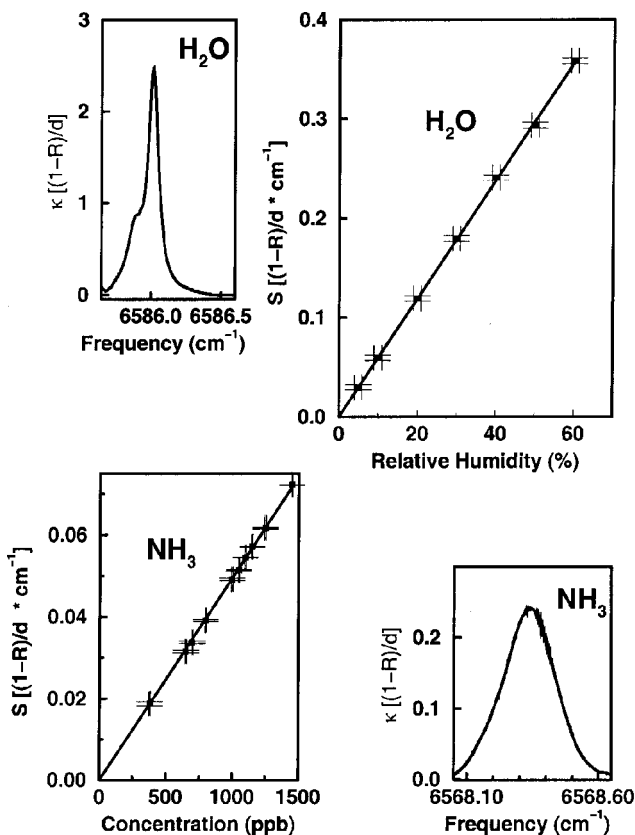 3
2
1
0
κ [(1−R)/d]
H₂O
6586.0 6586.5
Frequency (cm⁻¹)
0.4
0.3
0.2
0.1
0.0
S [(1−R)/d * cm⁻¹]
H₂O
0 20 40 60
Relative Humidity (%)
0.06
0.04
0.02
0.00
S [(1−R)/d * cm⁻¹]
NH₃
0 500 1000 1500
Concentration (ppb)
0.2
0.1
0.0
κ [(1−R)/d]
NH₃
6568.10 6568.60
Frequency (cm⁻¹)